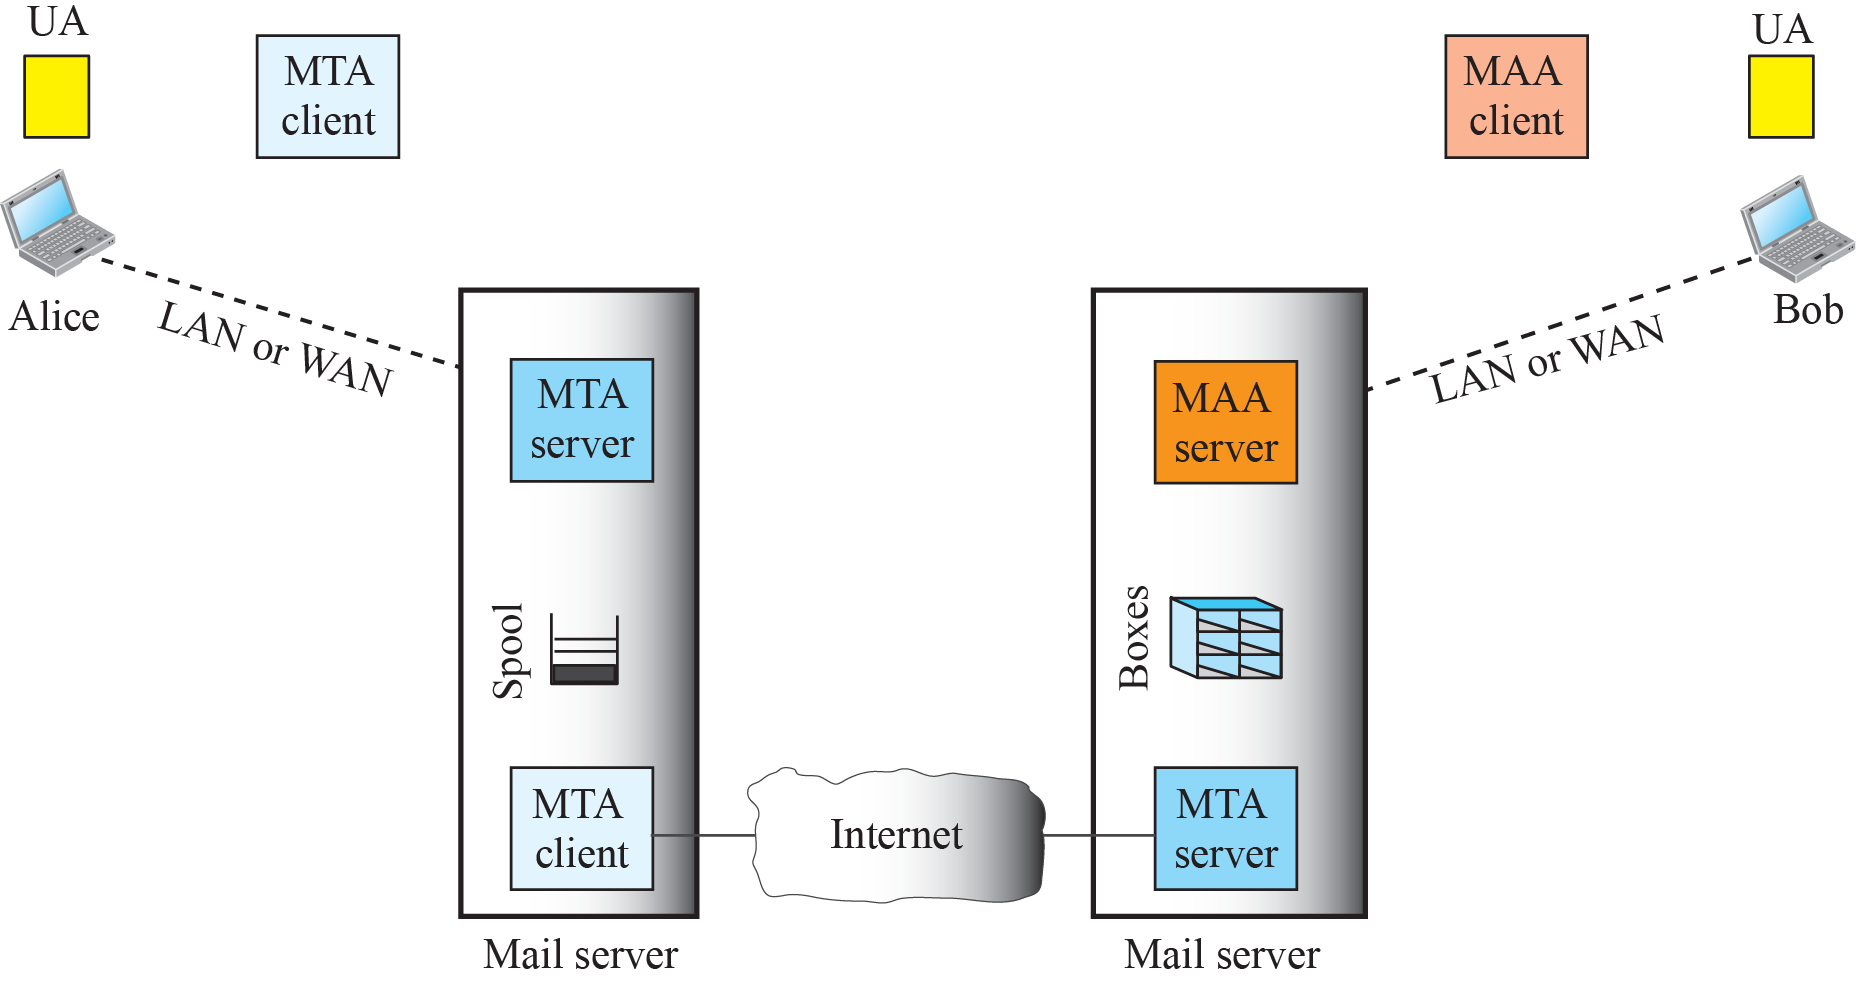 UA
MTA
client
MAA
client
UA
Alice
LAN or WAN
Bob
LAN or WAN
MTA
server
MAA
server
Spool
Boxes
MTA
client
Internet
MTA
server
Mail server
Mail server